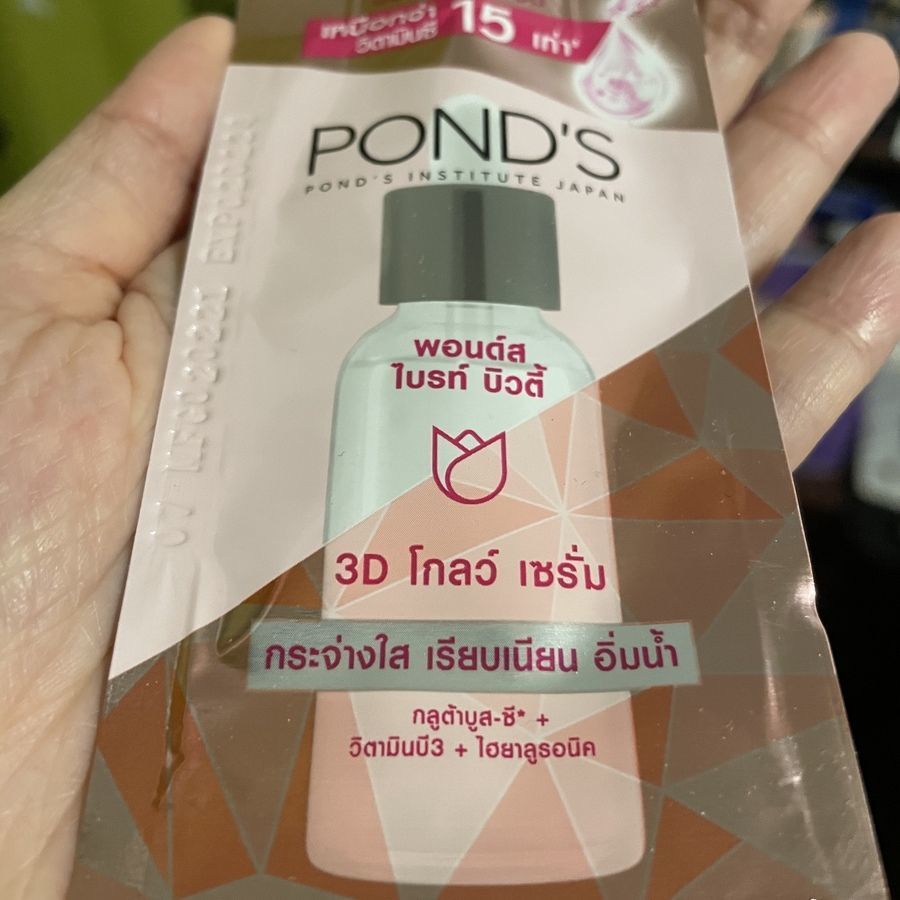 เหนือกว่า
วิตามินซี 15 เท่า*
POND'S
POND'S INSTITUTE JAPAN
พอนด์ส
ไบรท์ บิวตี้
3D โกลว์ เซรั่ม
กระจ่างใส เรียบเนียน อิ่มน้ำ
กลูต้าบูส-ซี* +
วิตามินบี3 + ไฮยาลูรอนิค